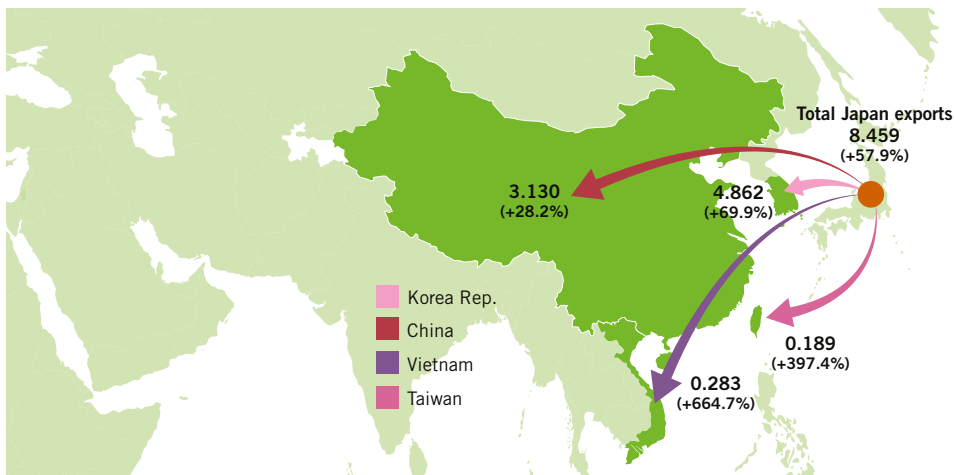 Total Japan exports
8.459
(+57.9%)
3.130
(+28.2%)
4.862
(+69.9%)
Korea Rep.
China
Vietnam
Taiwan
0.189
(+397.4%)
0.283
(+664.7%)